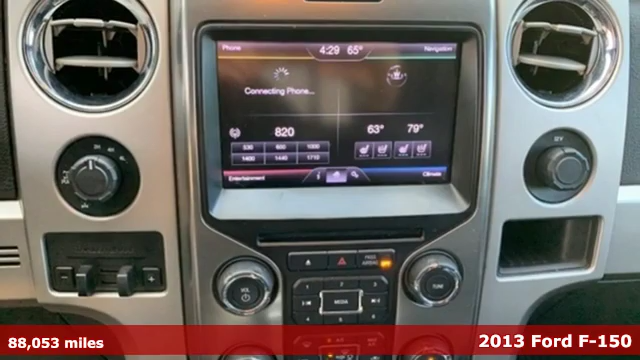 Phone 4:29 65° Navigation
Connecting Phone...
820 63° 79°
530 600 1000
1400 1440 1710
Entertainment Climate
VOL
MEDIA
TUNE
88,053 miles 2013 Ford F-150